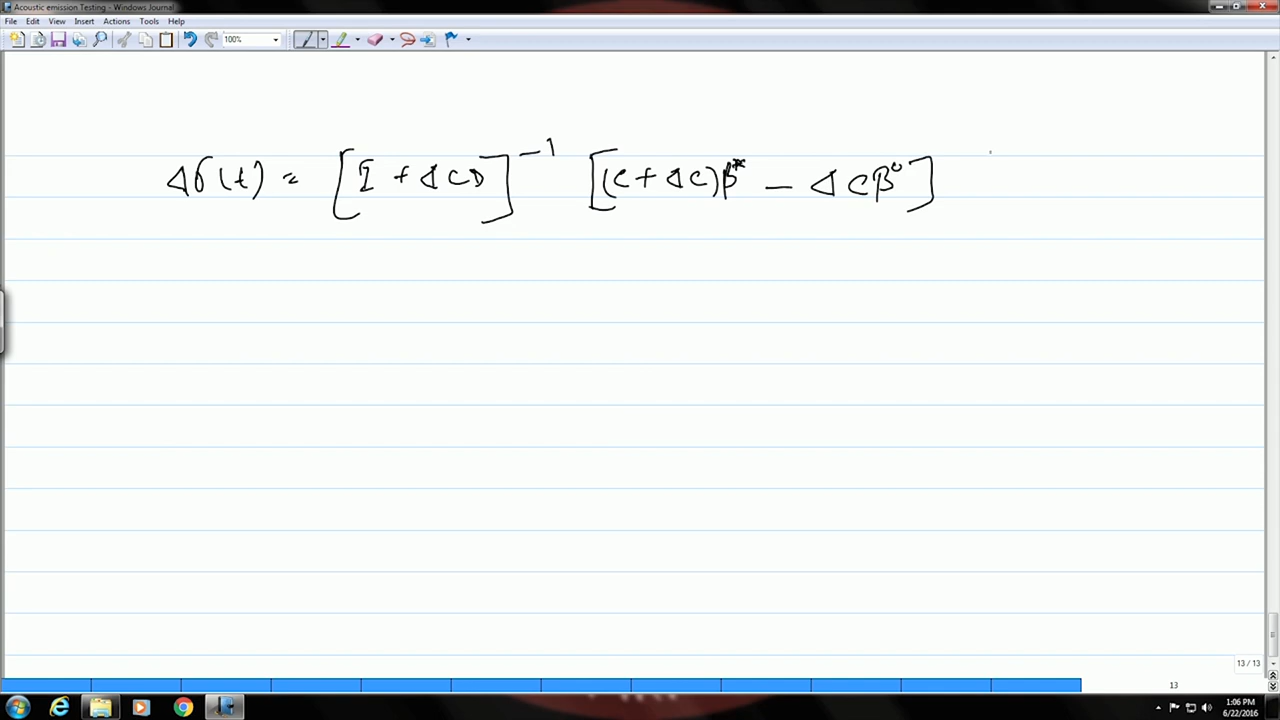 Acoustic emission Testing - Windows Journal
File Edit View Insert Actions Tools Help
100%
Δσ(t) = [I + ΔCD]⁻¹ [(C + ΔC)β* − ΔCβ⁰]
13 / 13
13
1:06 PM
6/22/2016